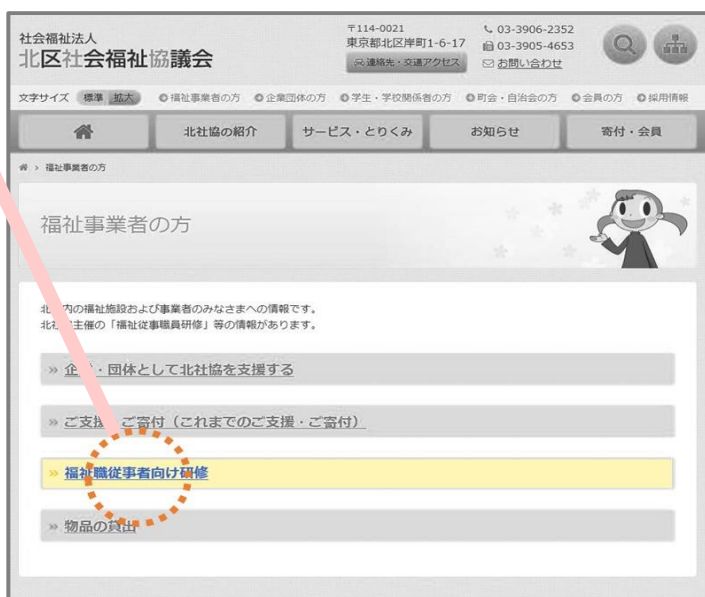 社会福祉法人
北区社会福祉協議会
〒114-0021
東京都北区岸町1-6-17
連絡先・交通アクセス
03-3906-2352
03-3905-4653
お問い合わせ
文字サイズ 標準 拡大 福祉事業者の方 企業団体の方 学生・学校関係者の方 町会・自治会の方 会員の方 採用情報
北社協の紹介 サービス・とりくみ お知らせ 寄付・会員
> 福祉事業者の方
福祉事業者の方
北 内の福祉施設および事業者のみなさまへの情報です。
北社 主催の「福祉従事職員研修」等の情報があります。
» 企 ・団体として北社協を支援する
» ご支援 ご寄付（これまでのご支援・ご寄付）
» 福祉職従事者向け研修
» 物品の貸出